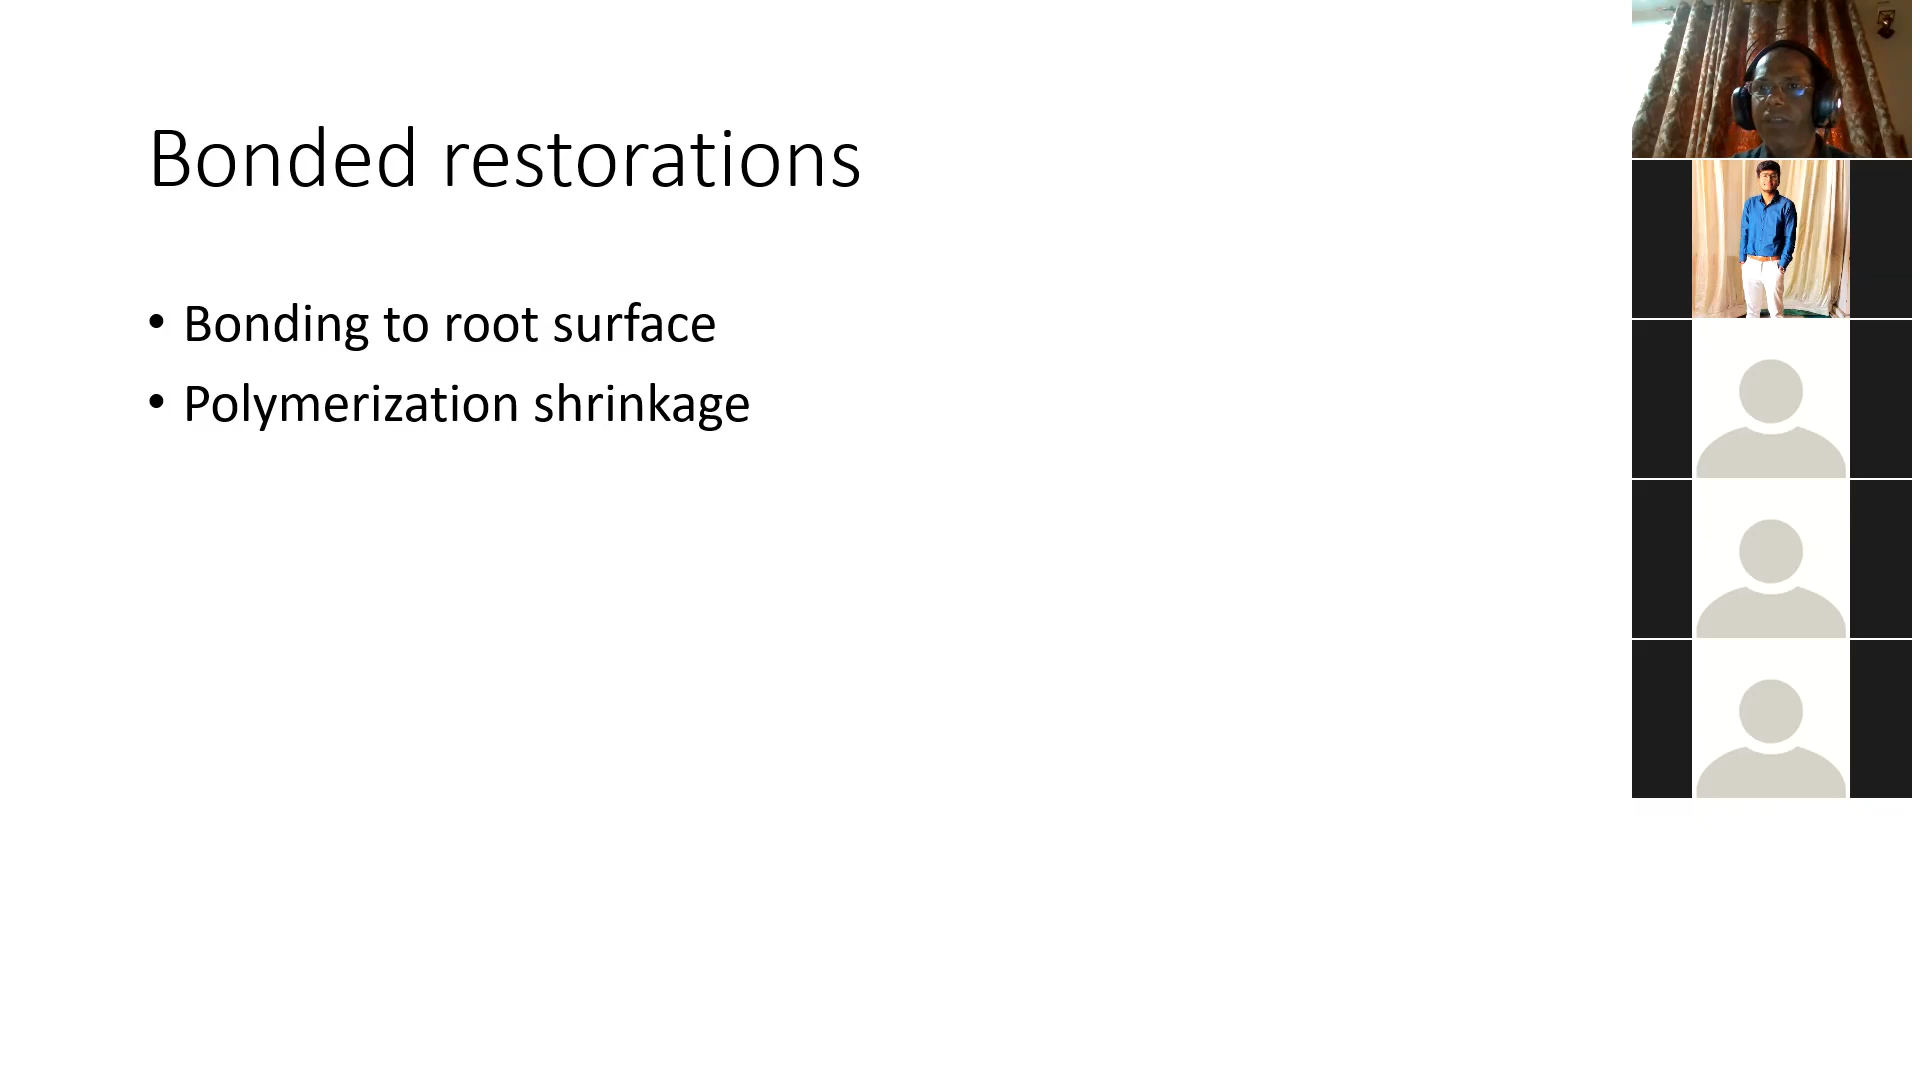 Bonded restorations
• Bonding to root surface
• Polymerization shrinkage